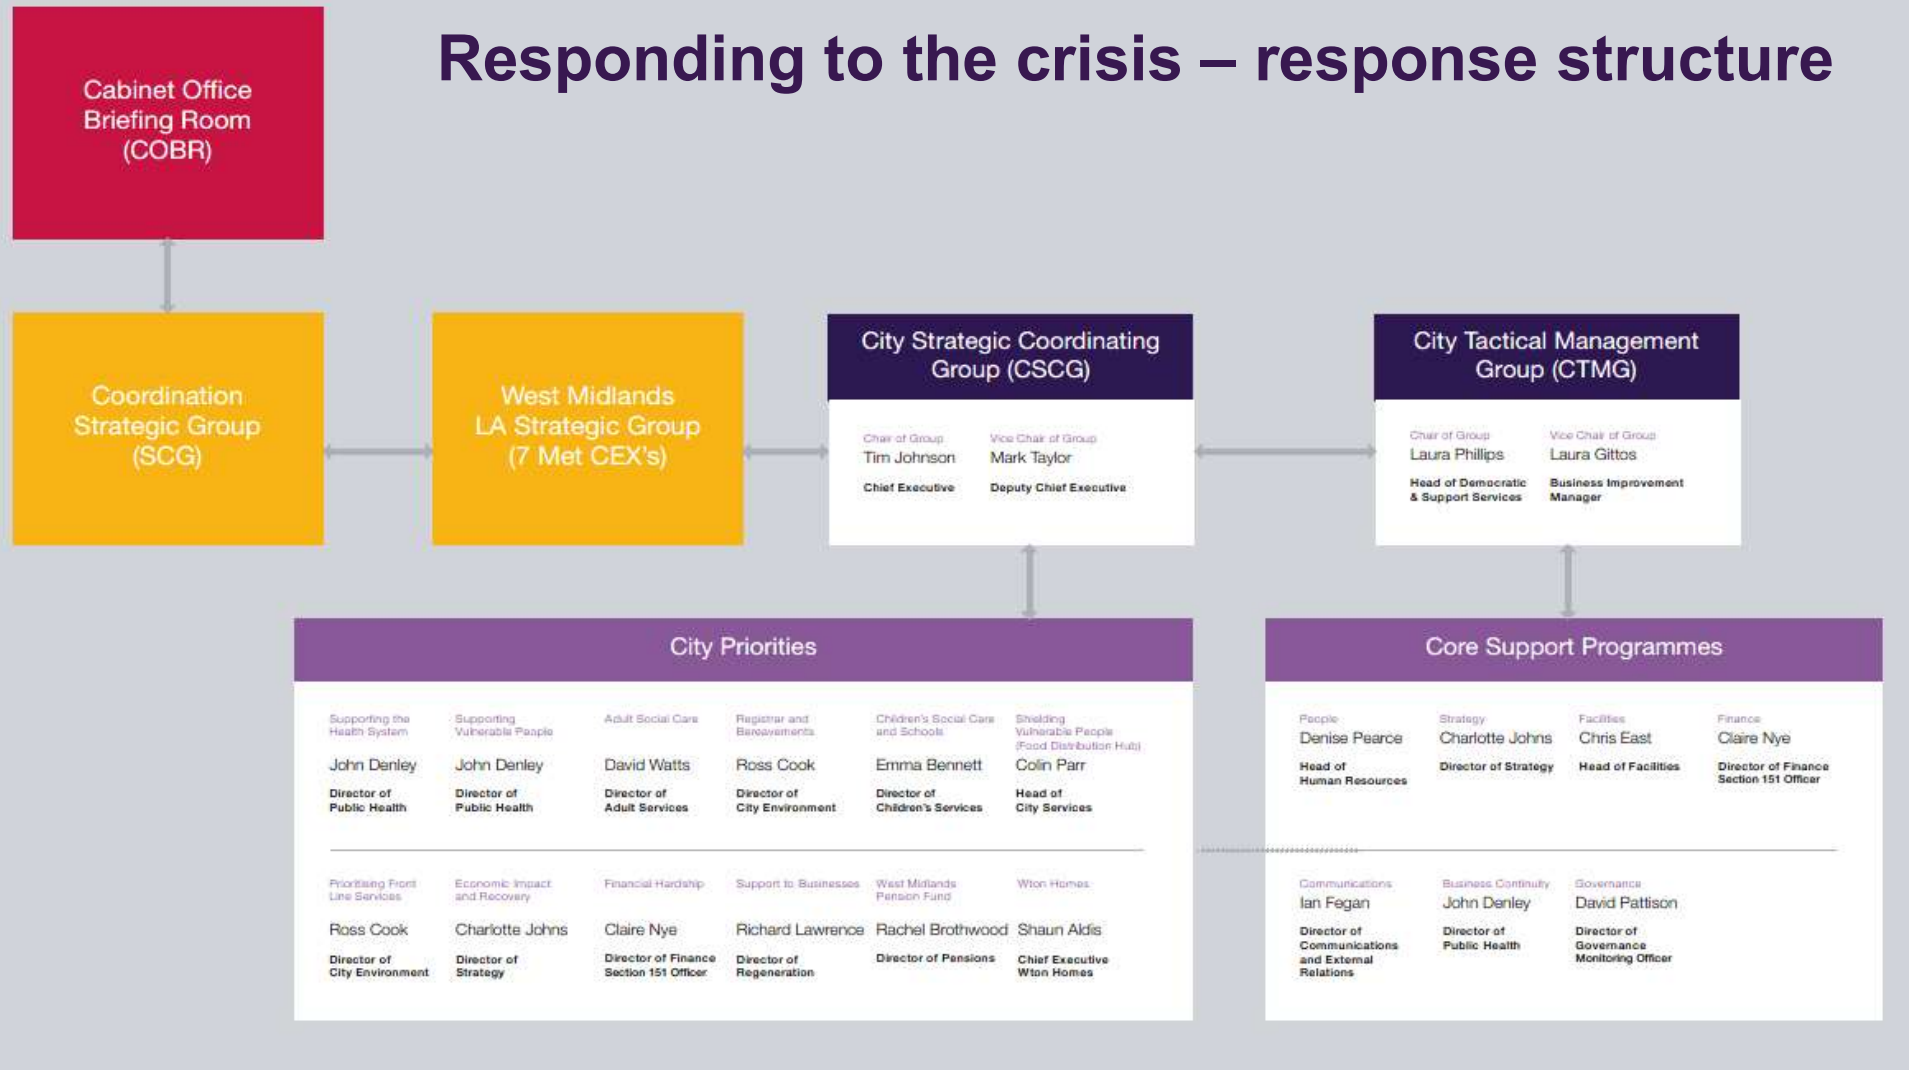 Responding to the crisis – response structure
Cabinet Office
Briefing Room
(COBR)
Coordination
Strategic Group
(SCG)
West Midlands
LA Strategic Group
(7 Met CEX's)
City Strategic Coordinating
Group (CSCG)
Chair of Group
Tim Johnson
Chief Executive
Vice Chair of Group
Mark Taylor
Deputy Chief Executive
City Tactical Management
Group (CTMG)
Chair of Group
Laura Phillips
Head of Democratic
& Support Services
Vice Chair of Group
Laura Gittos
Business Improvement
Manager
City Priorities
Supporting the
Health System
John Denley
Director of
Public Health
Supporting
Vulnerable People
John Denley
Director of
Public Health
Adult Social Care
David Watts
Director of
Adult Services
Registrar and
Bereavements
Ross Cook
Director of
City Environment
Children's Social Care
and Schools
Emma Bennett
Director of
Children's Services
Shielding
Vulnerable People
(Food Distribution Hub)
Colin Parr
Head of
City Services
Prioritising Front
Line Services
Ross Cook
Director of
City Environment
Economic Impact
and Recovery
Charlotte Johns
Director of
Strategy
Financial Hardship
Claire Nye
Director of Finance
Section 151 Officer
Support to Businesses
Richard Lawrence
Director of
Regeneration
West Midlands
Pension Fund
Rachel Brothwood
Director of Pensions
Wton Homes
Shaun Aldis
Chief Executive
Wton Homes
Core Support Programmes
People
Denise Pearce
Head of
Human Resources
Strategy
Charlotte Johns
Director of Strategy
Facilities
Chris East
Head of Facilities
Finance
Claire Nye
Director of Finance
Section 151 Officer
Communications
Ian Fegan
Director of
Communications
and External
Relations
Business Continuity
John Denley
Director of
Public Health
Governance
David Pattison
Director of
Governance
Monitoring Officer